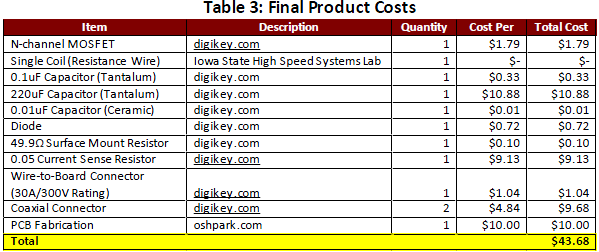 Table 3: Final Product Costs
Item Description Quantity Cost Per Total Cost
N-channel MOSFET digikey.com 1 $1.79 $1.79
Single Coil (Resistance Wire) Iowa State High Speed Systems Lab 1 $- $-
0.1uF Capacitor (Tantalum) digikey.com 1 $0.33 $0.33
220uF Capacitor (Tantalum) digikey.com 1 $10.88 $10.88
0.01uF Capacitor (Ceramic) digikey.com 1 $0.01 $0.01
Diode digikey.com 1 $0.72 $0.72
49.9Ω Surface Mount Resistor digikey.com 1 $0.10 $0.10
0.05 Current Sense Resistor digikey.com 1 $9.13 $9.13
Wire-to-Board Connector
(30A/300V Rating) digikey.com 1 $1.04 $1.04
Coaxial Connector digikey.com 2 $4.84 $9.68
PCB Fabrication oshpark.com 1 $10.00 $10.00
Total $43.68